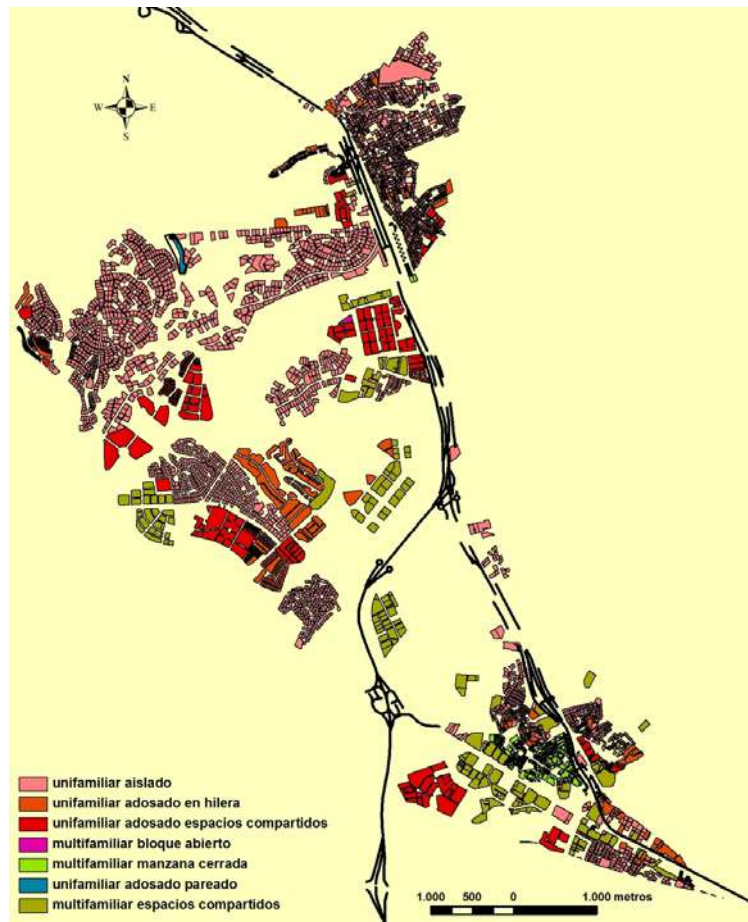 N
W E
S
unifamiliar aislado
unifamiliar adosado en hilera
unifamiliar adosado espacios compartidos
multifamiliar bloque abierto
multifamiliar manzana cerrada
unifamiliar adosado pareado
multifamiliar espacios compartidos
1.000 500 0 1.000 metros